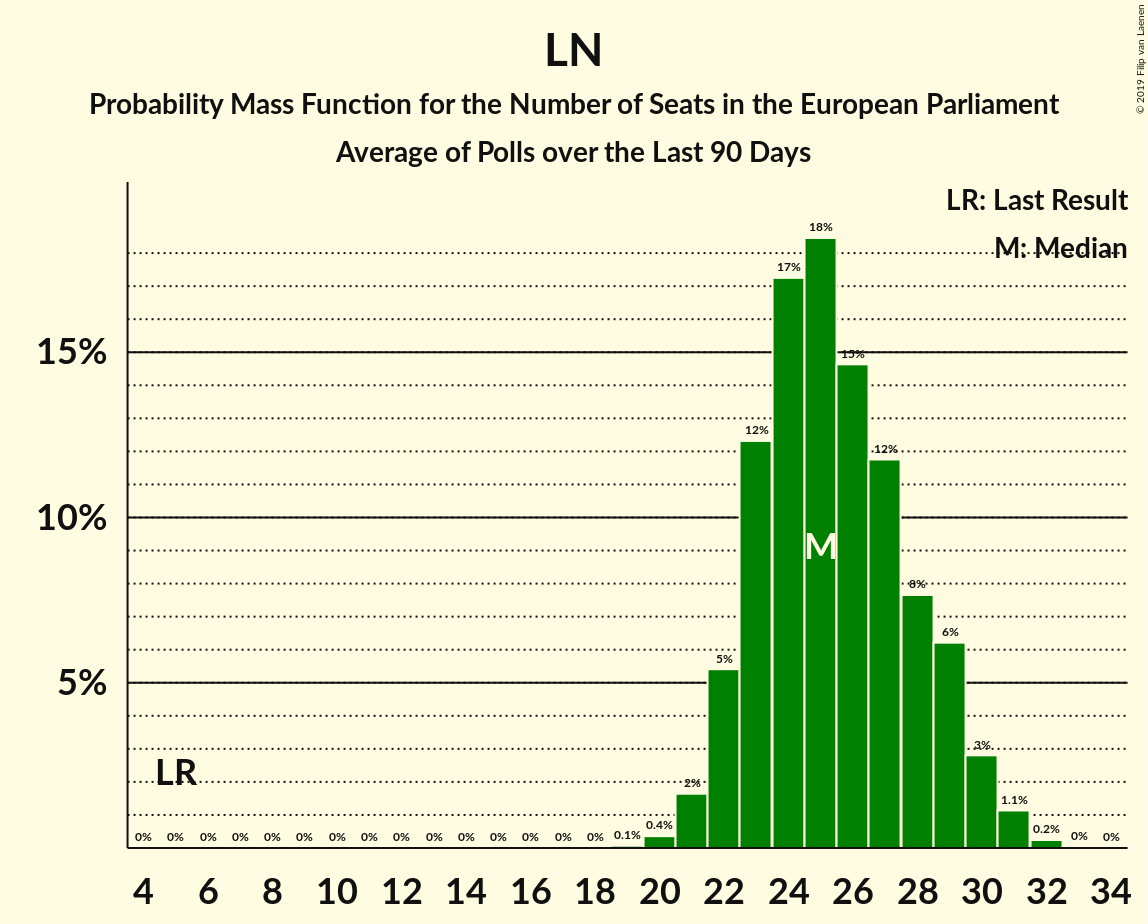 LN
Probability Mass Function for the Number of Seats in the European Parliament
Average of Polls over the Last 90 Days
© 2019 Filip van Laenen
LR: Last Result
M: Median
15%
10%
5%
LR
M
0% 0% 0% 0% 0% 0% 0% 0% 0% 0% 0% 0% 0% 0% 0% 0.1% 0.4% 2% 5% 12% 17% 18% 15% 12% 8% 6% 3% 1.1% 0.2% 0% 0%
4 6 8 10 12 14 16 18 20 22 24 26 28 30 32 34